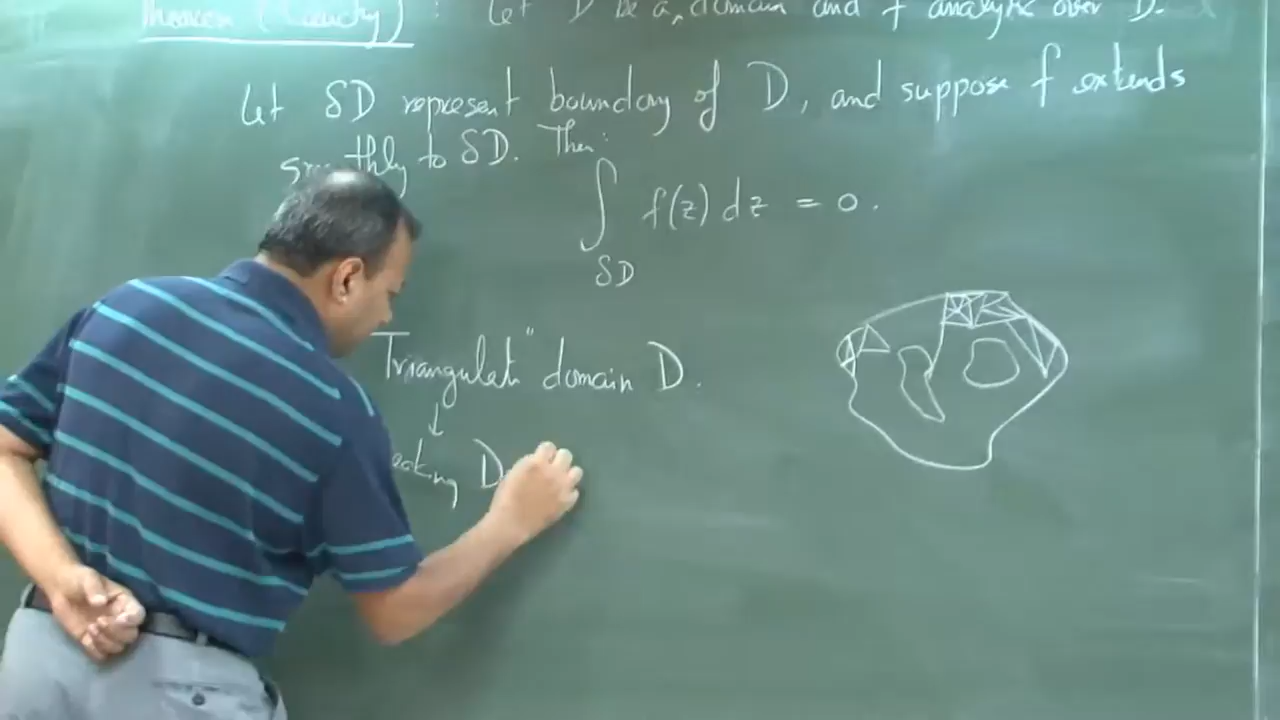 Theorem (Cauchy) : Let D be a domain and f analytic over D.
Let δD represent boundary of D, and suppose f extends
smoothly to δD. Then:
∫ f(z) dz = 0.
δD
Triangulate" domain D.
↓
D